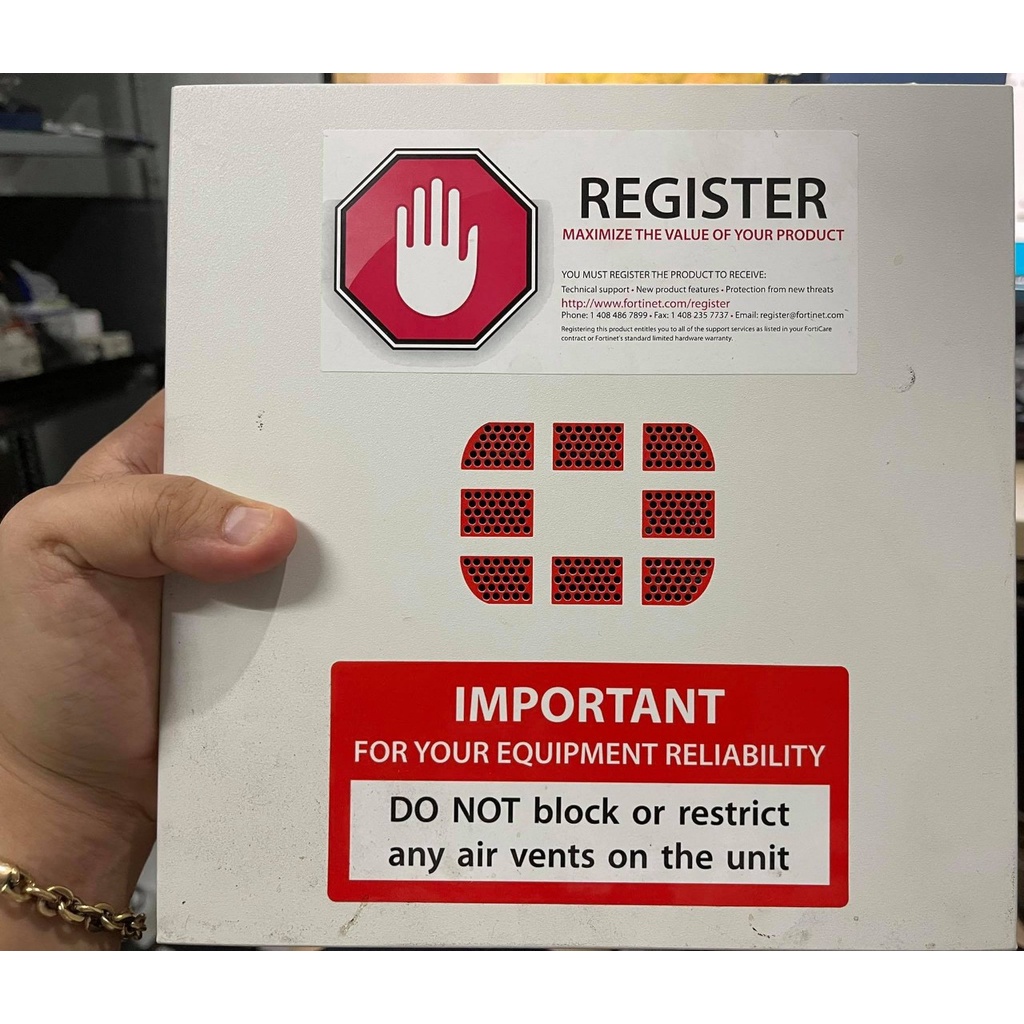 REGISTER
MAXIMIZE THE VALUE OF YOUR PRODUCT
YOU MUST REGISTER THE PRODUCT TO RECEIVE:
Technical support • New product features • Protection from new threats
http://www.fortinet.com/register
Phone: 1 408 486 7899 • Fax: 1 408 235 7737 • Email: register@fortinet.com
Registering this product entitles you to all of the support services as listed in your FortiCare
contract or Fortinet's standard limited hardware warranty.
IMPORTANT
FOR YOUR EQUIPMENT RELIABILITY
DO NOT block or restrict
any air vents on the unit